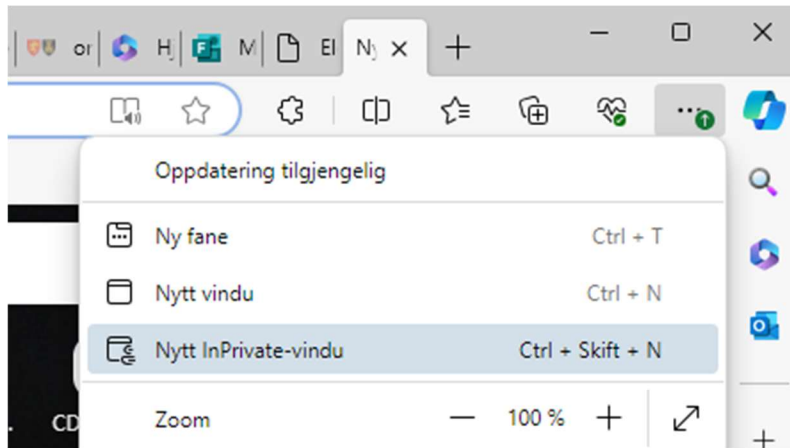 or H M El Ny
Oppdatering tilgjengelig
Ny fane Ctrl + T
Nytt vindu Ctrl + N
Nytt InPrivate-vindu Ctrl + Skift + N
CD Zoom 100 %